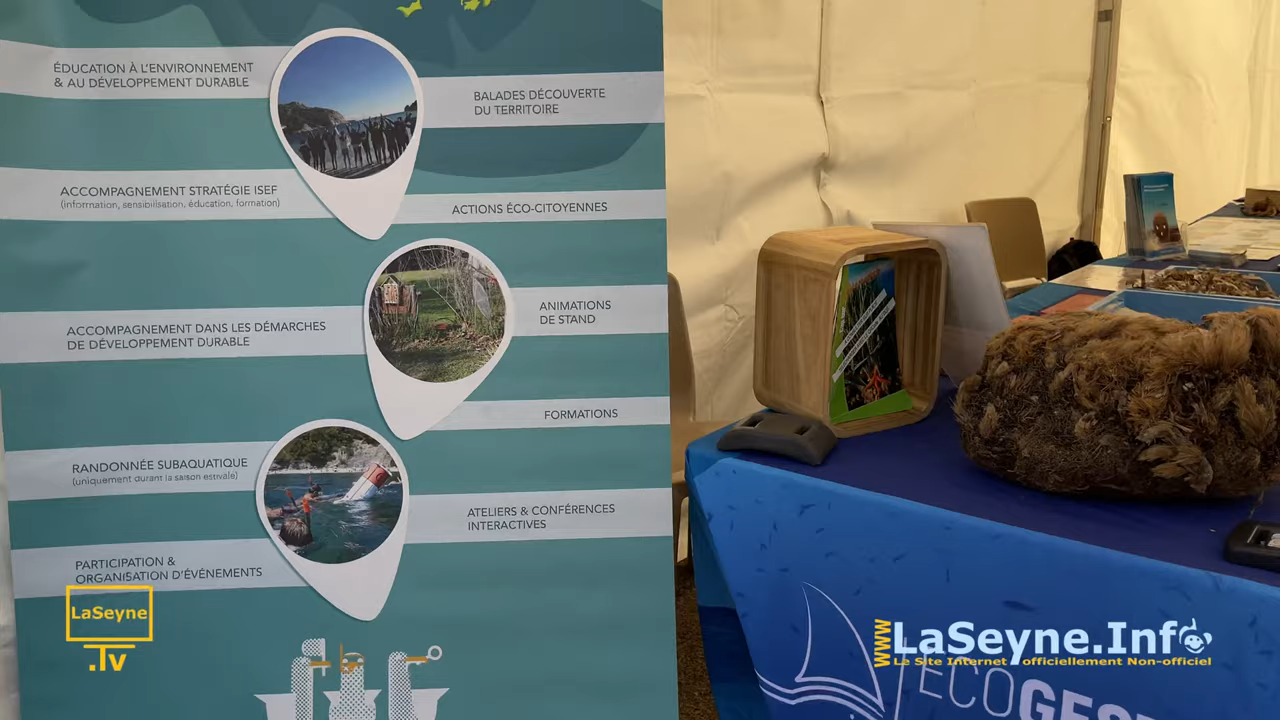 ÉDUCATION À L'ENVIRONNEMENT
& AU DÉVELOPPEMENT DURABLE
BALADES DÉCOUVERTE
DU TERRITOIRE
ACCOMPAGNEMENT STRATÉGIE ISEF
(information, sensibilisation, éducation, formation)
ACTIONS ÉCO-CITOYENNES
ANIMATIONS
DE STAND
ACCOMPAGNEMENT DANS LES DÉMARCHES
DE DÉVELOPPEMENT DURABLE
FORMATIONS
RANDONNÉE SUBAQUATIQUE
(uniquement durant la saison estivale)
ATELIERS & CONFÉRENCES
INTERACTIVES
PARTICIPATION &
ORGANISATION D'ÉVÉNEMENTS
LaSeyne
.Tv
WWW
LaSeyne.Info
Le Site Internet officiellement Non-officiel
ECOGES